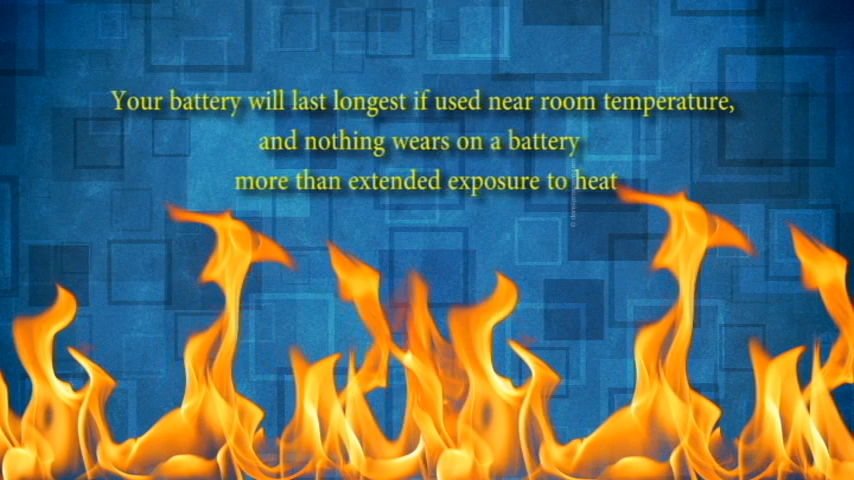 Your battery will last longest if used near room temperature,
and nothing wears on a battery
more than extended exposure to heat